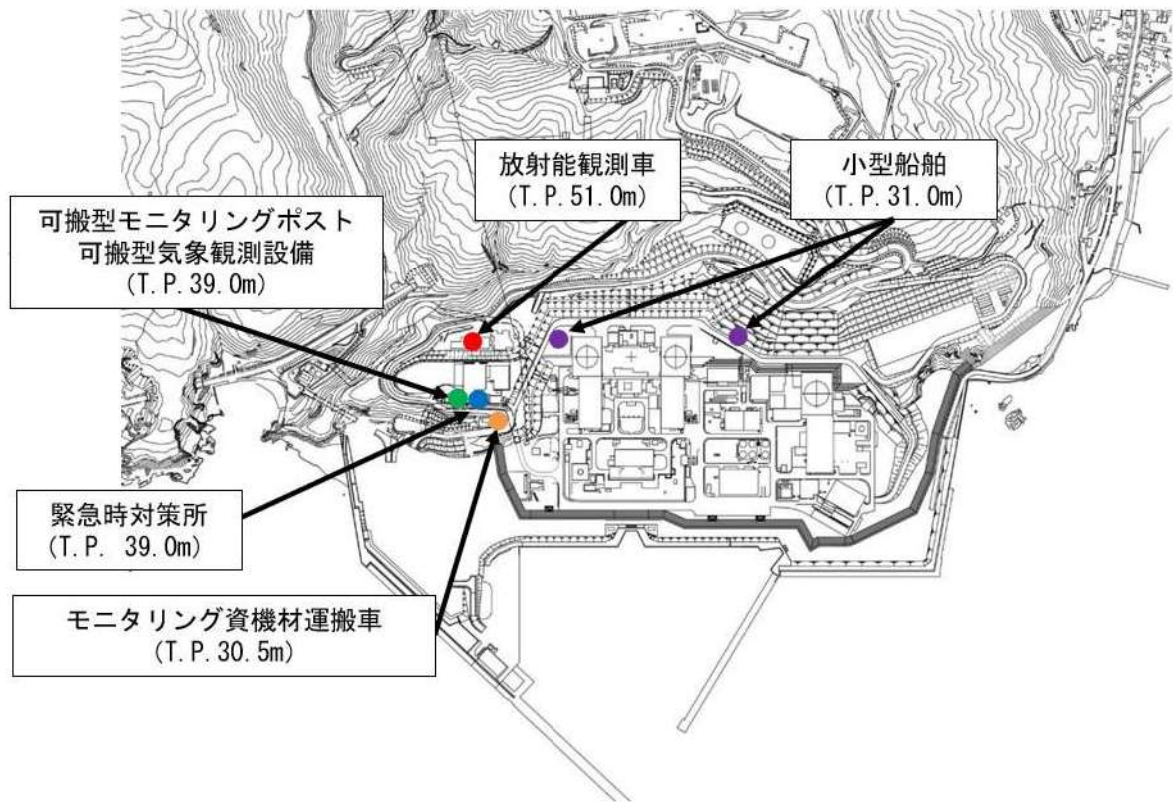 放射能観測車
(T.P.51.0m)
小型船舶
(T.P.31.0m)
可搬型モニタリングポスト
可搬型気象観測設備
(T.P.39.0m)
緊急時対策所
(T.P. 39.0m)
モニタリング資機材運搬車
(T.P.30.5m)